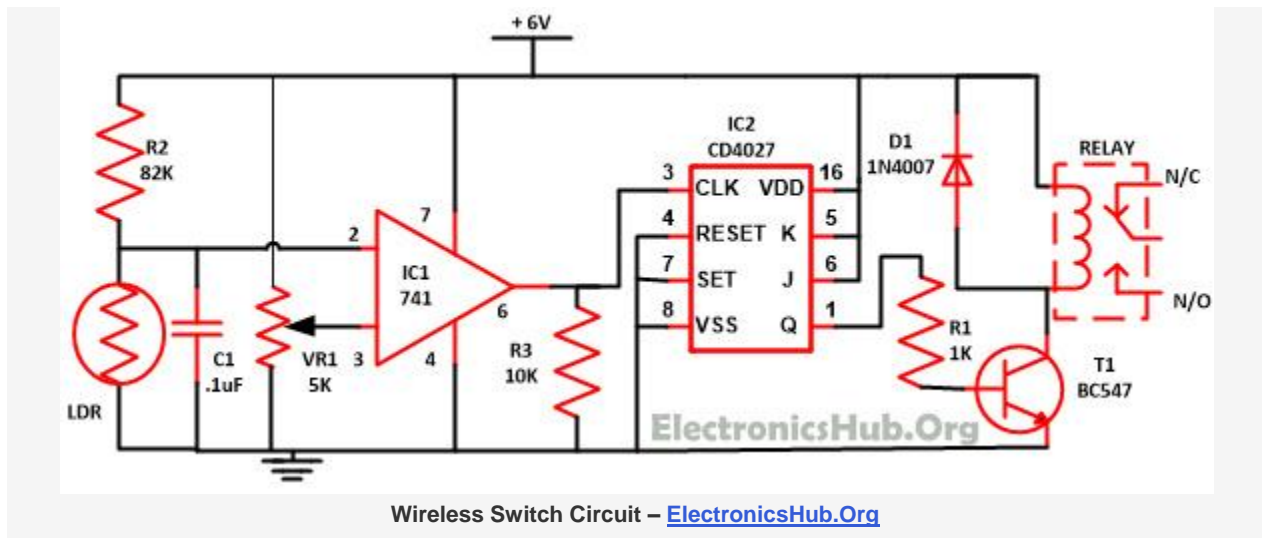 + 6V
R2
82K
LDR
C1
.1uF
VR1
5K
2
3
7
4
6
IC1
741
R3
10K
IC2
CD4027
3 CLK VDD 16
4 RESET K 5
7 SET J 6
8 VSS Q 1
D1
1N4007
R1
1K
T1
BC547
RELAY
N/C
N/O
ElectronicsHub.Org
Wireless Switch Circuit – ElectronicsHub.Org